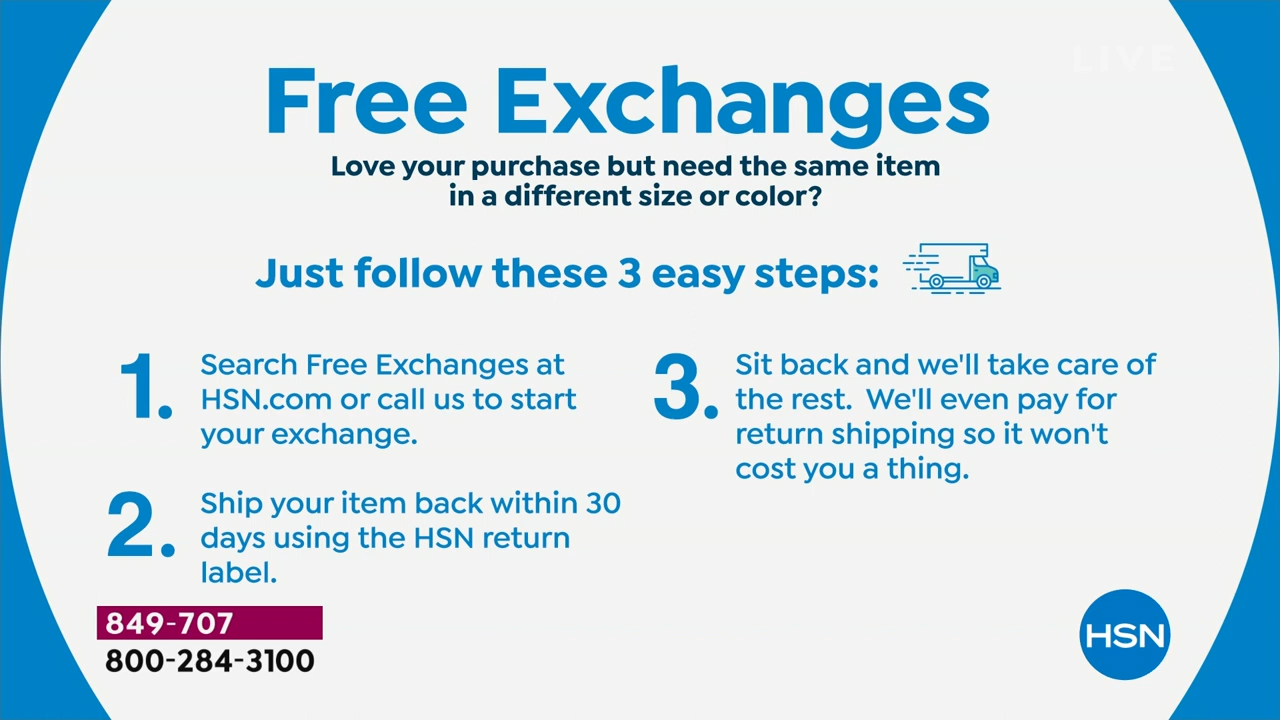 LIVE
Free Exchanges
Love your purchase but need the same item
in a different size or color?
Just follow these 3 easy steps:
1. Search Free Exchanges at
HSN.com or call us to start
your exchange.
2. Ship your item back within 30
days using the HSN return
label.
3. Sit back and we'll take care of
the rest. We'll even pay for
return shipping so it won't
cost you a thing.
849-707
800-284-3100
HSN